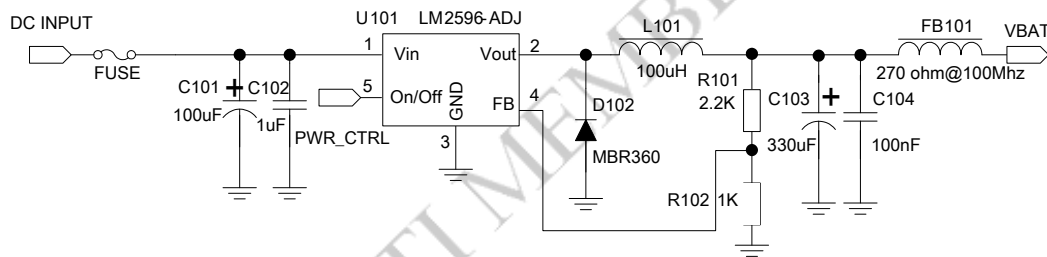 U101 LM2596-ADJ
DC INPUT
FUSE
C101 +
100uF
C102
1uF
1
Vin
Vout
2
5
On/Off
GND
FB
4
3
PWR_CTRL
D102
MBR360
L101
100uH
R101
2.2K
R102 1K
C103 +
330uF
C104
100nF
FB101
270 ohm@100Mhz
VBAT
TI MEMB